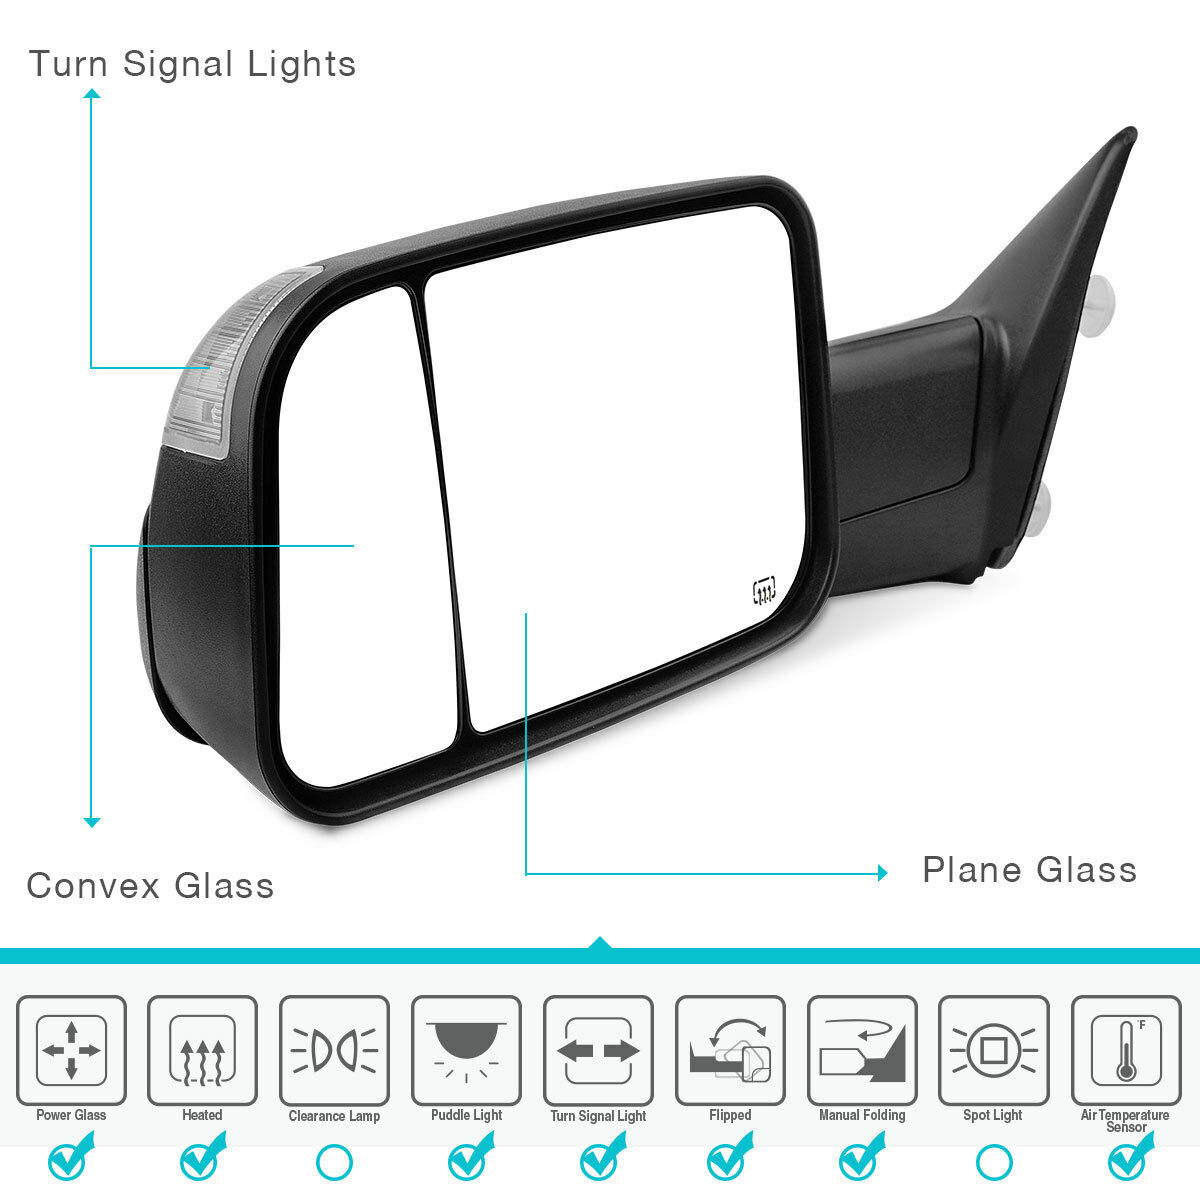 Turn Signal Lights
Convex Glass
Plane Glass
°F
Power Glass
Heated
Clearance Lamp
Puddle Light
Turn Signal Light
Flipped
Manual Folding
Spot Light
Air Temperature
Sensor